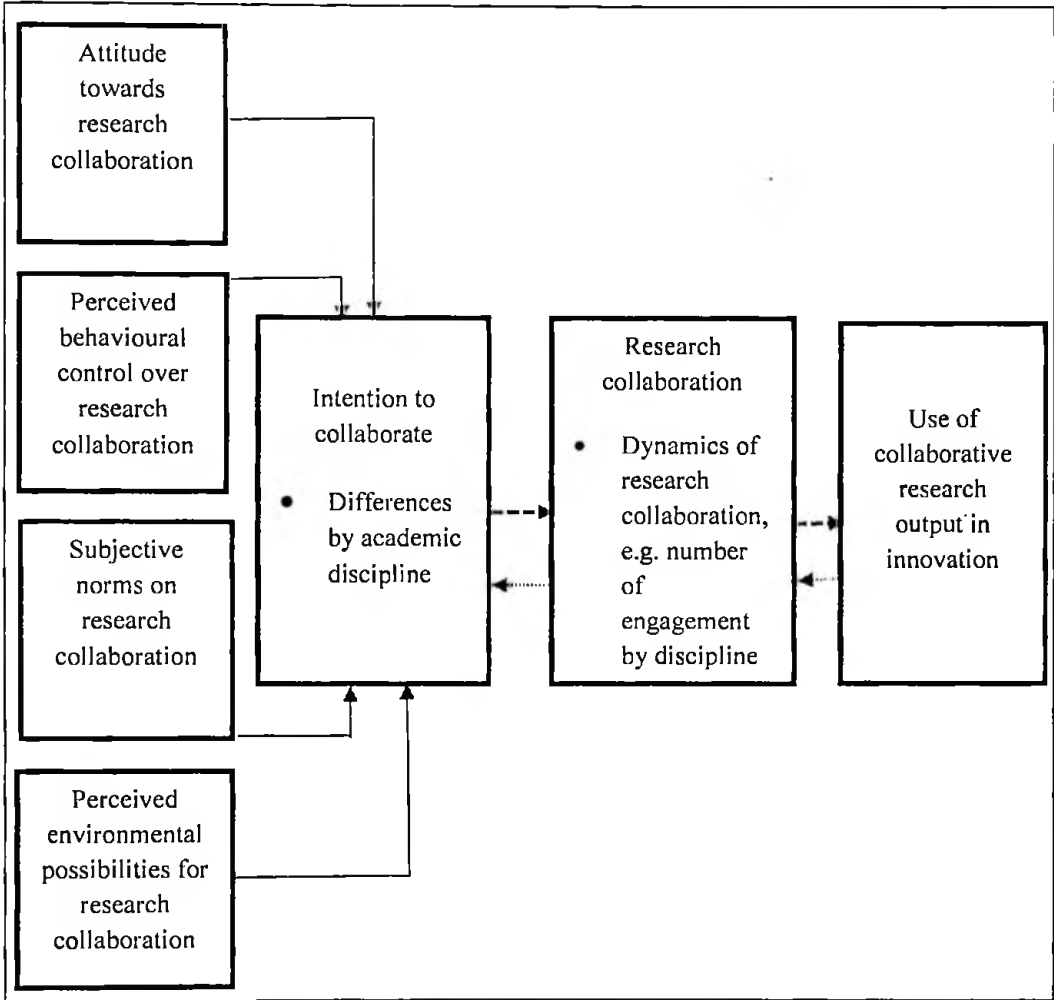 Attitude
towards
research
collaboration
Perceived
behavioural
control over
research
collaboration
Subjective
norms on
research
collaboration
Perceived
environmental
possibilities for
research
collaboration
Intention to
collaborate
• Differences
by academic
discipline
Research
collaboration
• Dynamics of
research
collaboration,
e.g. number
of
engagement
by discipline
Use of
collaborative
research
output in
innovation